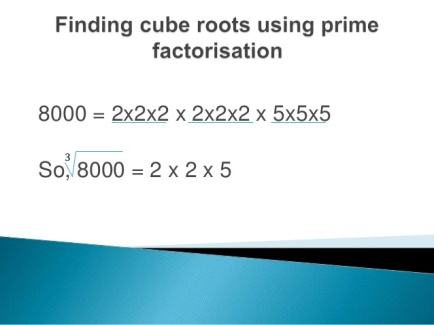 Finding cube roots using prime
factorisation
8000 = 2x2x2 x 2x2x2 x 5x5x5
So, ∛8000 = 2 x 2 x 5